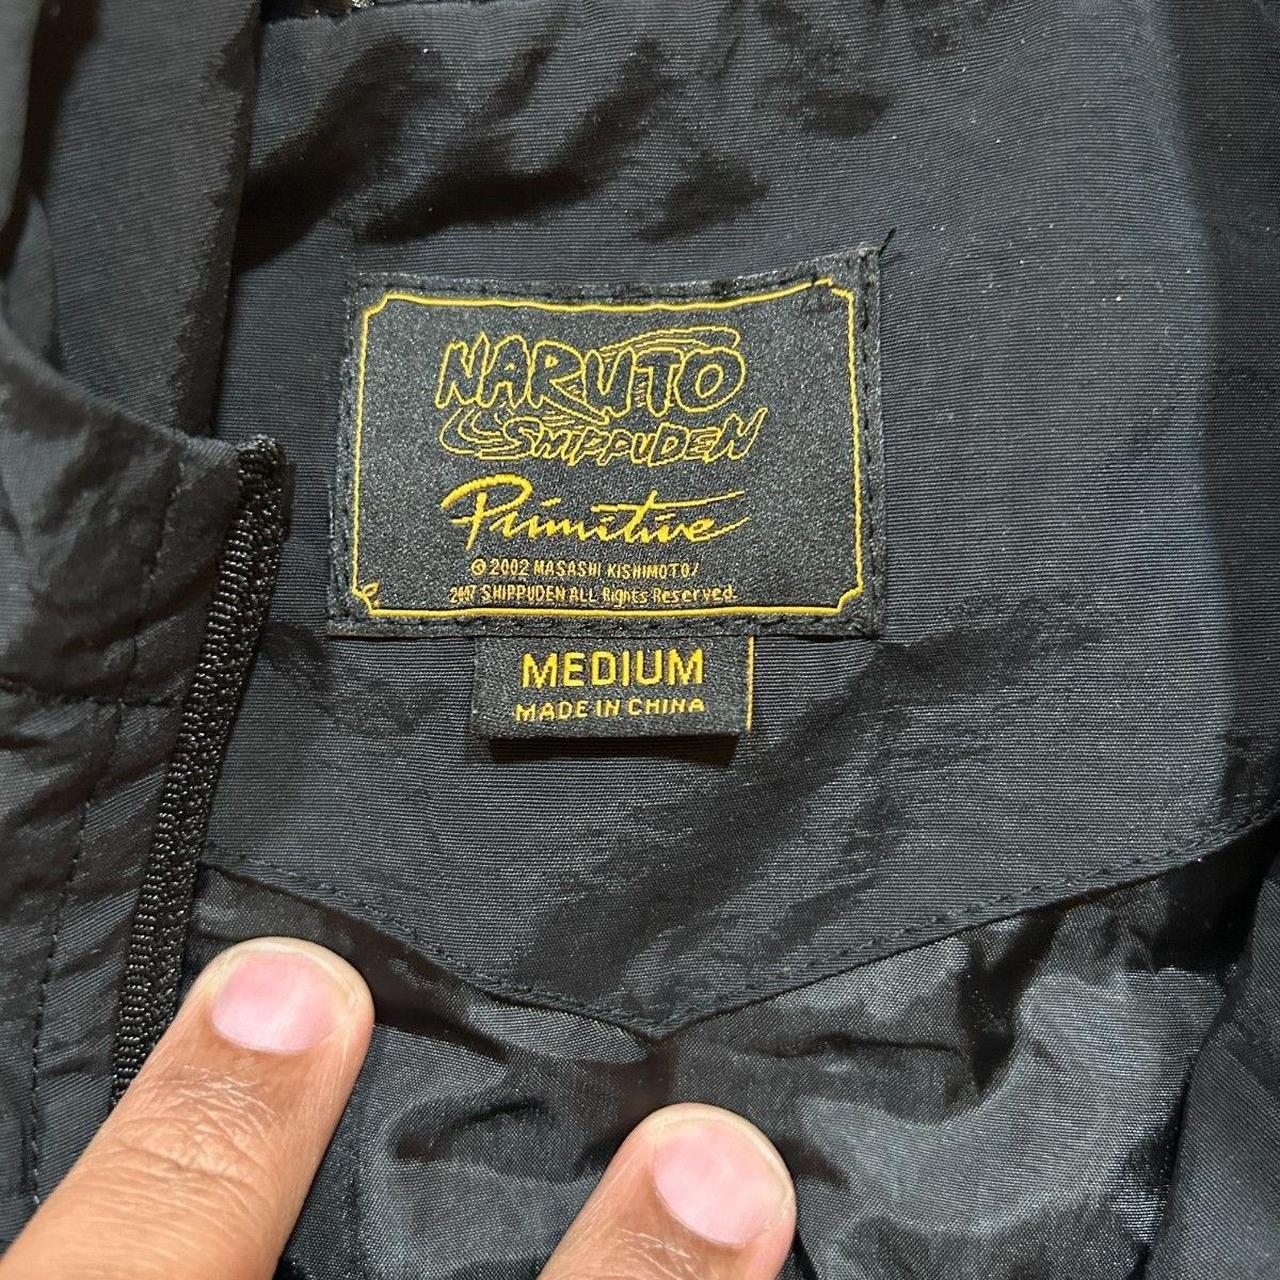 NARUTO
SHIPPUDEN
Primitive
© 2002 MASASHI KISHIMOTO/
2007 SHIPPUDEN ALL Rights Reserved.
MEDIUM
MADE IN CHINA